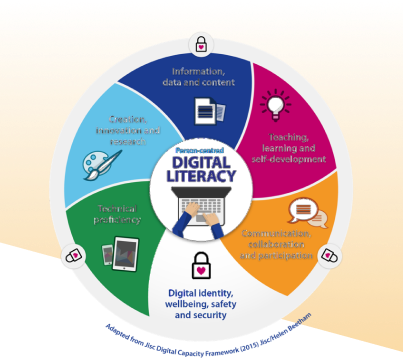 Information,
data and content
Teaching,
learning and
self-development
Communication,
collaboration
and participation
Digital identity,
wellbeing, safety
and security
Technical
proficiency
Creation,
innovation and
research
Person-centred
DIGITAL
LITERACY
Adapted from Jisc Digital Capacity Framework (2015) Jisc/Helen Beetham